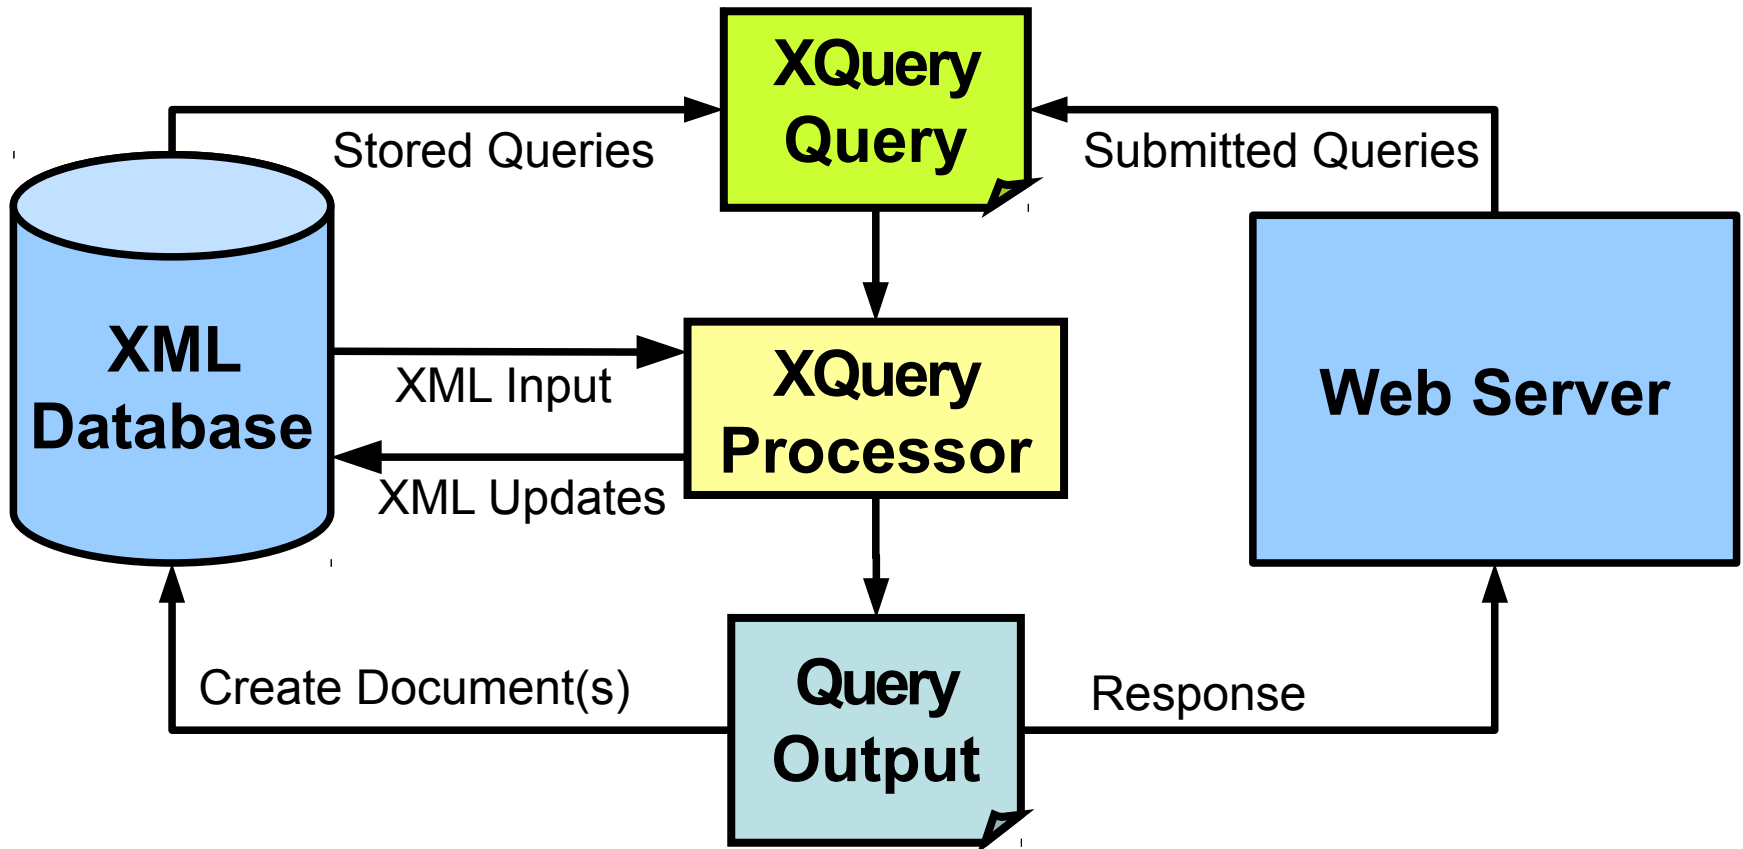 XQuery
Query
Stored Queries
Submitted Queries
XML
Database
XML Input
XML Updates
XQuery
Processor
Web Server
Create Document(s)
Query
Output
Response